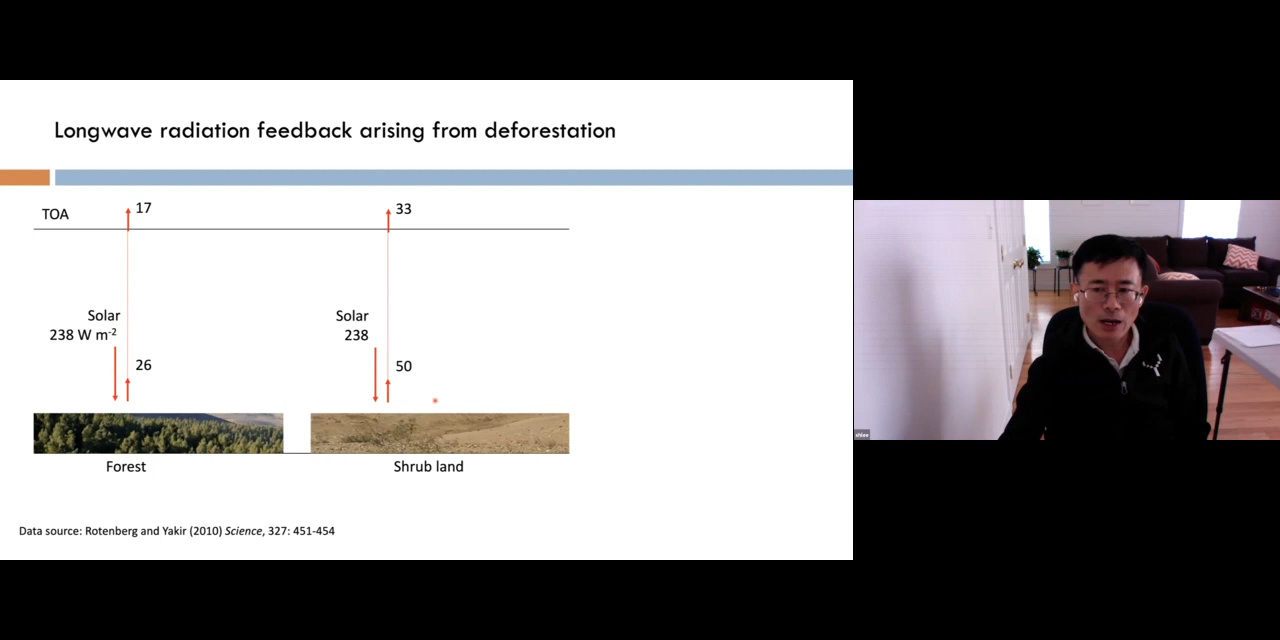 Longwave radiation feedback arising from deforestation
TOA
17
33
Solar
238 W m-2
Solar
238
26
50
Forest
Shrub land
Data source: Rotenberg and Yakir (2010) Science, 327: 451-454